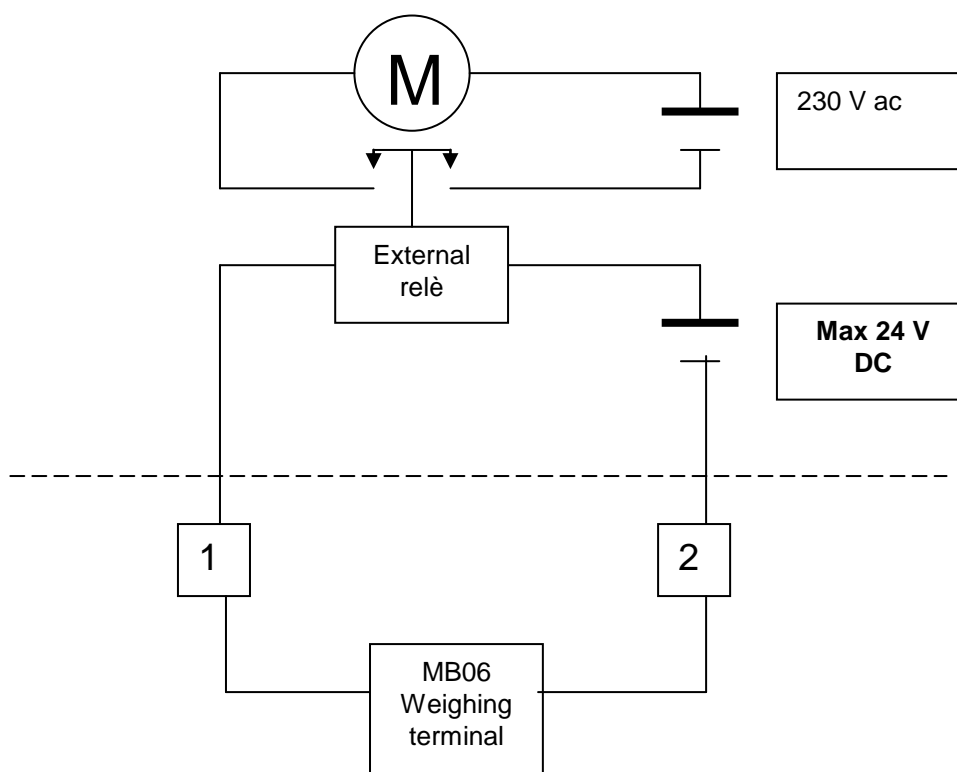 M
230 V ac
External
relè
Max 24 V
DC
1
2
MB06
Weighing
terminal